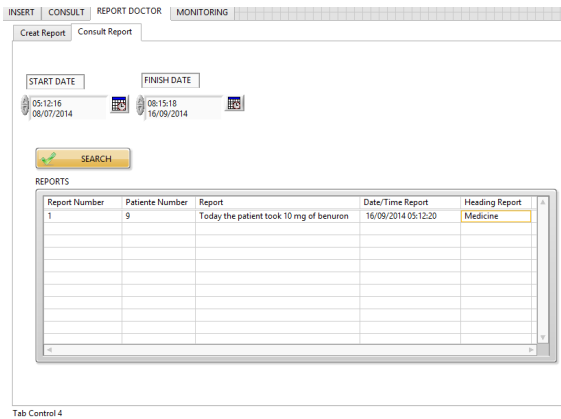 INSERT CONSULT REPORT DOCTOR MONITORING
Creat Report Consult Report
START DATE FINISH DATE
05:12:16 08:15:18
08/07/2014 16/09/2014
SEARCH
REPORTS
Report Number Patiente Number Report Date/Time Report Heading Report
1 9 Today the patient took 10 mg of benuron 16/09/2014 05:12:20 Medicine
Tab Control 4